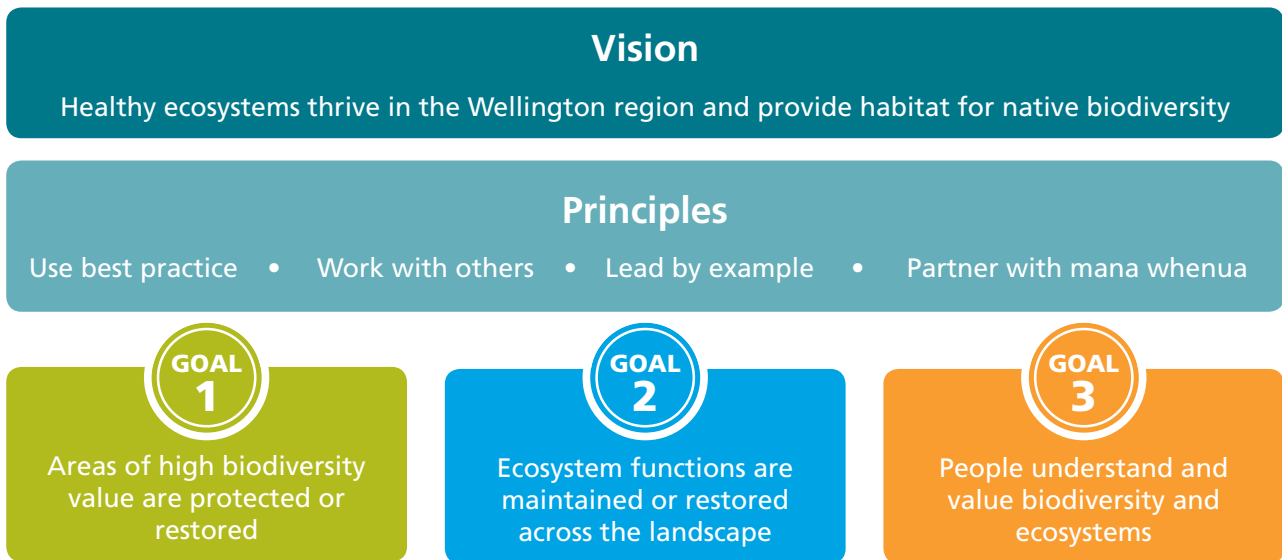 Vision
Healthy ecosystems thrive in the Wellington region and provide habitat for native biodiversity
Principles
Use best practice • Work with others • Lead by example • Partner with mana whenua
GOAL
1
Areas of high biodiversity
value are protected or
restored
GOAL
2
Ecosystem functions are
maintained or restored
across the landscape
GOAL
3
People understand and
value biodiversity and
ecosystems